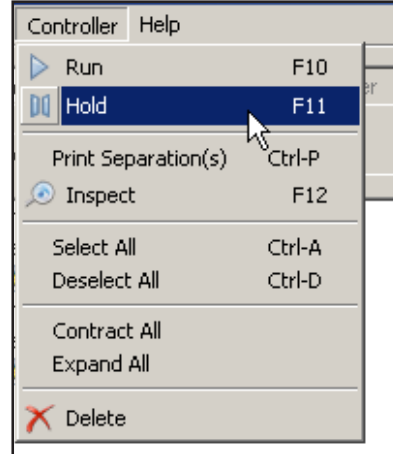 Controller Help
Run F10
Hold F11
Print Separation(s) Ctrl-P
Inspect F12
Select All Ctrl-A
Deselect All Ctrl-D
Contract All
Expand All
Delete